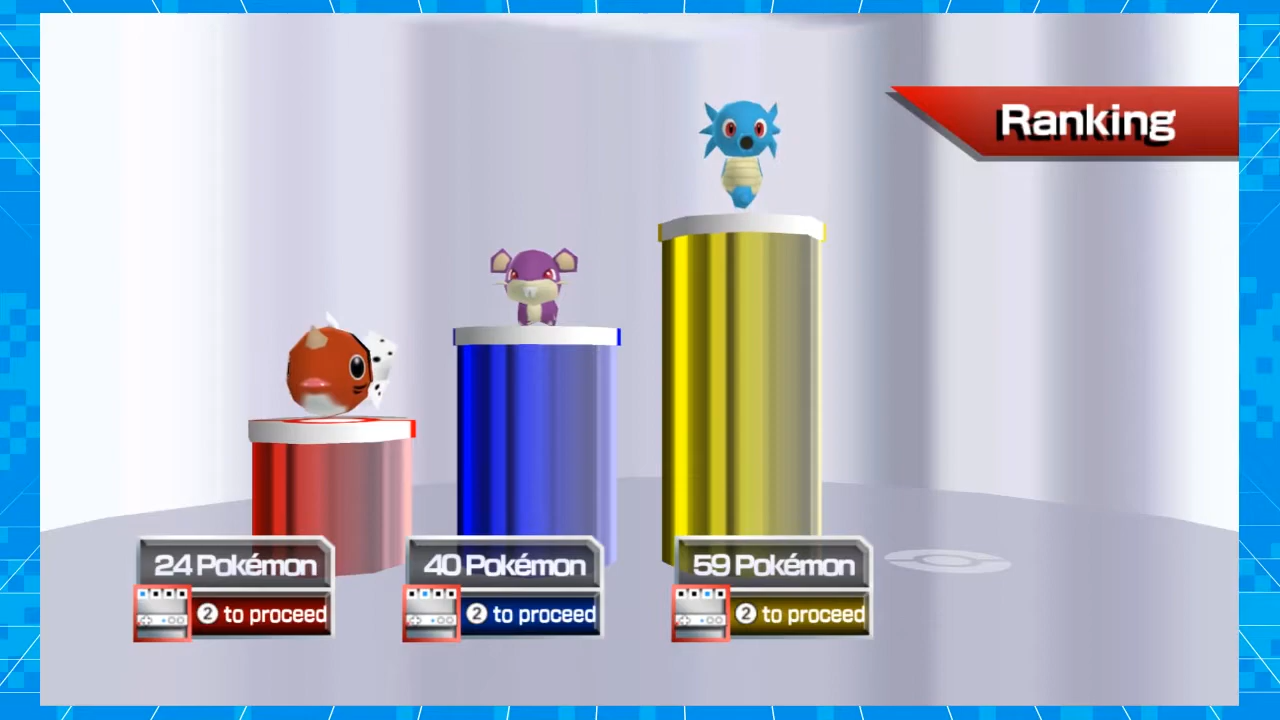 Ranking
24 Pokémon
② to proceed
40 Pokémon
② to proceed
59 Pokémon
② to proceed